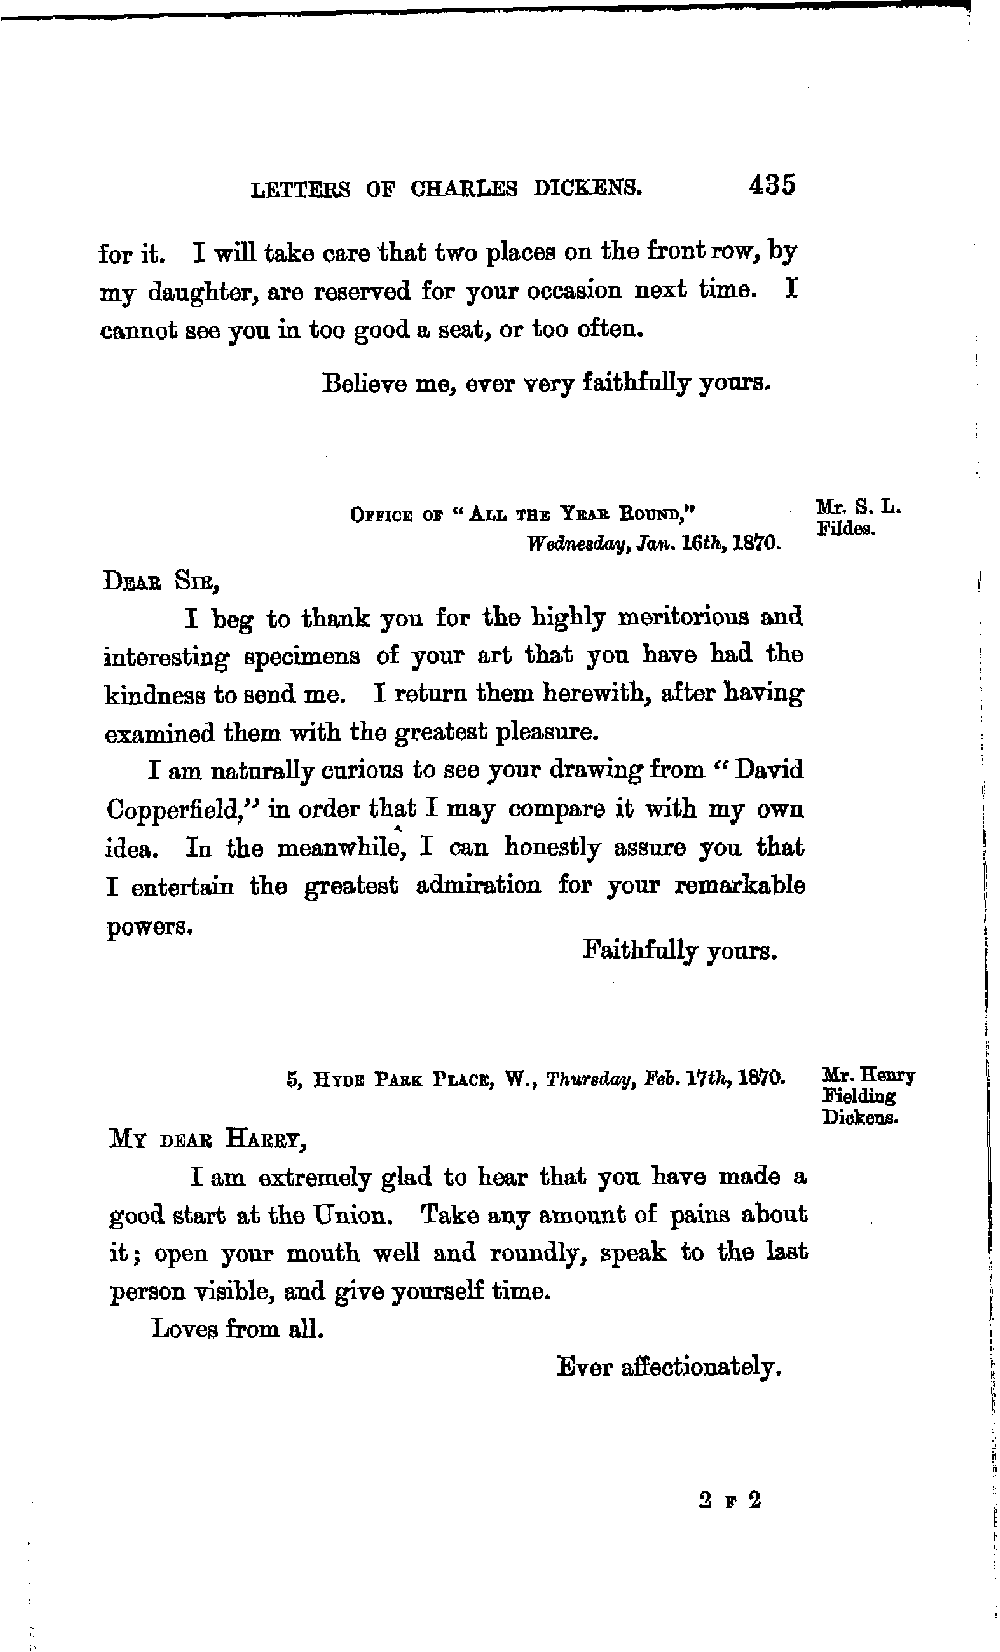 LETTERS OF CHARLES DICKENS. 435
for it. I will take care that two places on the front row, by
my daughter, are reserved for your occasion next time. I
cannot see you in too good a seat, or too often.
Believe me, ever very faithfully yours.
OFFICE OF “ALL THE YEAR ROUND,” Mr. S. L.
Fildes.
Wednesday, Jan. 16th, 1870.
DEAR SIR,
I beg to thank you for the highly meritorious and
interesting specimens of your art that you have had the
kindness to send me. I return them herewith, after having
examined them with the greatest pleasure.
I am naturally curious to see your drawing from “David
Copperfield,” in order that I may compare it with my own
idea. In the meanwhile, I can honestly assure you that
I entertain the greatest admiration for your remarkable
powers.
Faithfully yours.
5, HYDE PARK PLACE, W., Thursday, Feb. 17th, 1870. Mr. Henry
Fielding
Dickens.
MY DEAR HARRY,
I am extremely glad to hear that you have made a
good start at the Union. Take any amount of pains about
it; open your mouth well and roundly, speak to the last
person visible, and give yourself time.
Loves from all.
Ever affectionately.
2 F 2